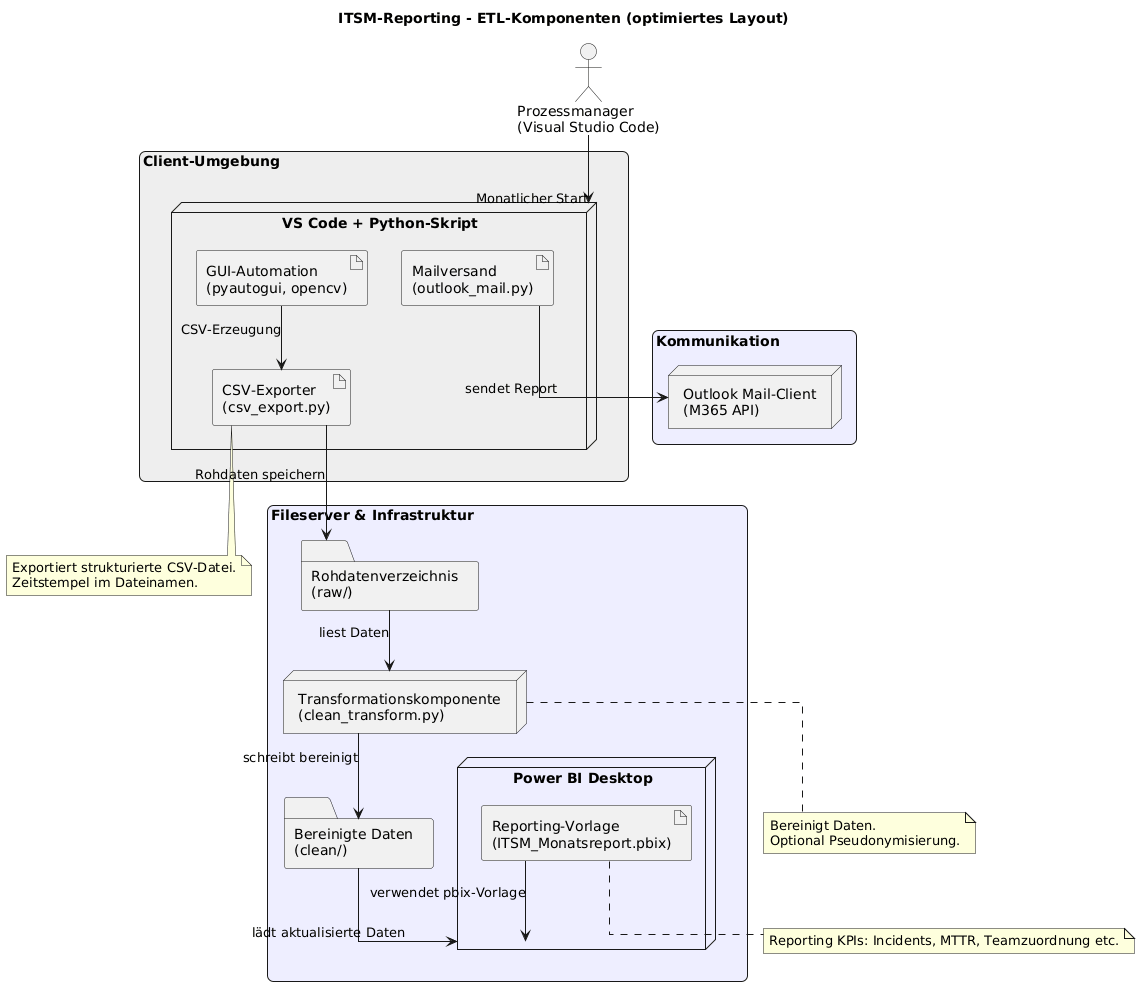 ITSM-Reporting - ETL-Komponenten (optimiertes Layout)
Prozessmanager
(Visual Studio Code)
Client-Umgebung
Monatlicher Start
VS Code + Python-Skript
GUI-Automation
(pyautogui, opencv)
Mailversand
(outlook_mail.py)
CSV-Erzeugung
Kommunikation
CSV-Exporter
(csv_export.py)
sendet Report
Outlook Mail-Client
(M365 API)
Rohdaten speichern
Fileserver & Infrastruktur
Exportiert strukturierte CSV-Datei.
Zeitstempel im Dateinamen.
Rohdatenverzeichnis
(raw/)
liest Daten
Transformationskomponente
(clean_transform.py)
schreibt bereinigt
Power BI Desktop
Bereinigte Daten
(clean/)
Reporting-Vorlage
(ITSM_Monatsreport.pbix)
Bereinigt Daten.
Optional Pseudonymisierung.
verwendet pbix-Vorlage
lädt aktualisierte Daten
Reporting KPIs: Incidents, MTTR, Teamzuordnung etc.